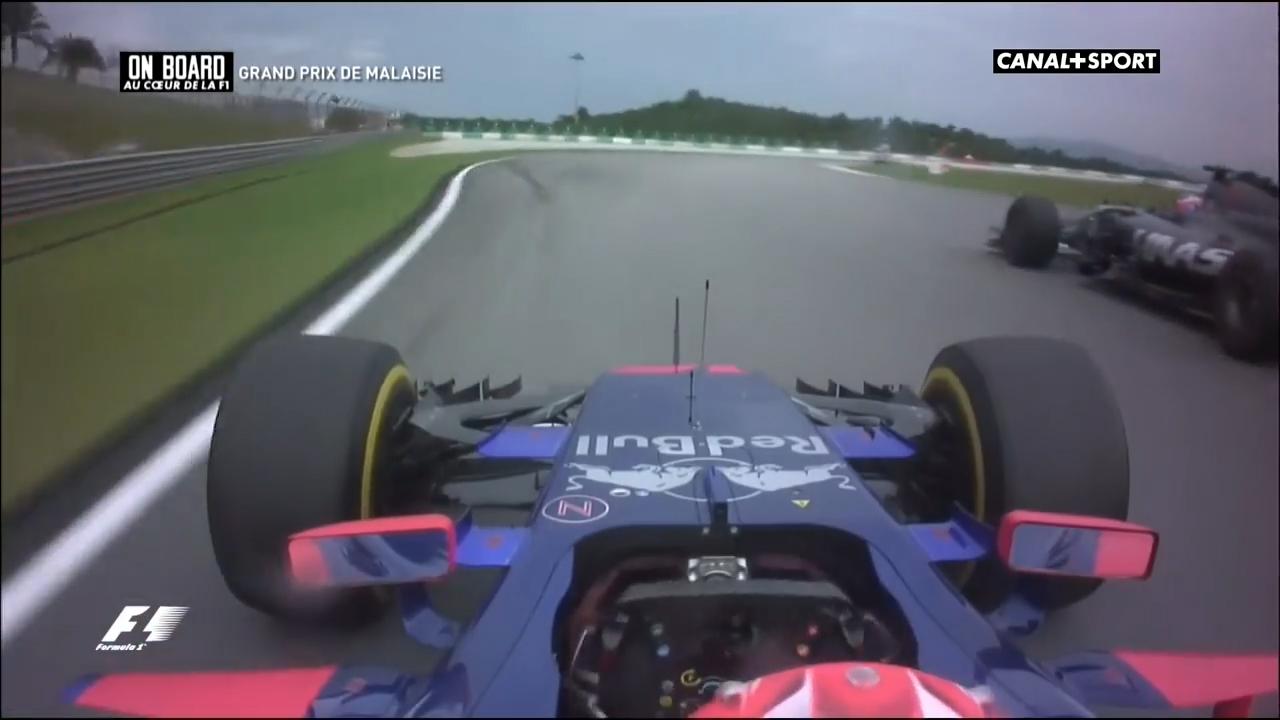 ON BOARD
AU CŒUR DE LA F1
GRAND PRIX DE MALAISIE
CANAL+SPORT
HAAS
Red Bull
F1
Formula 1